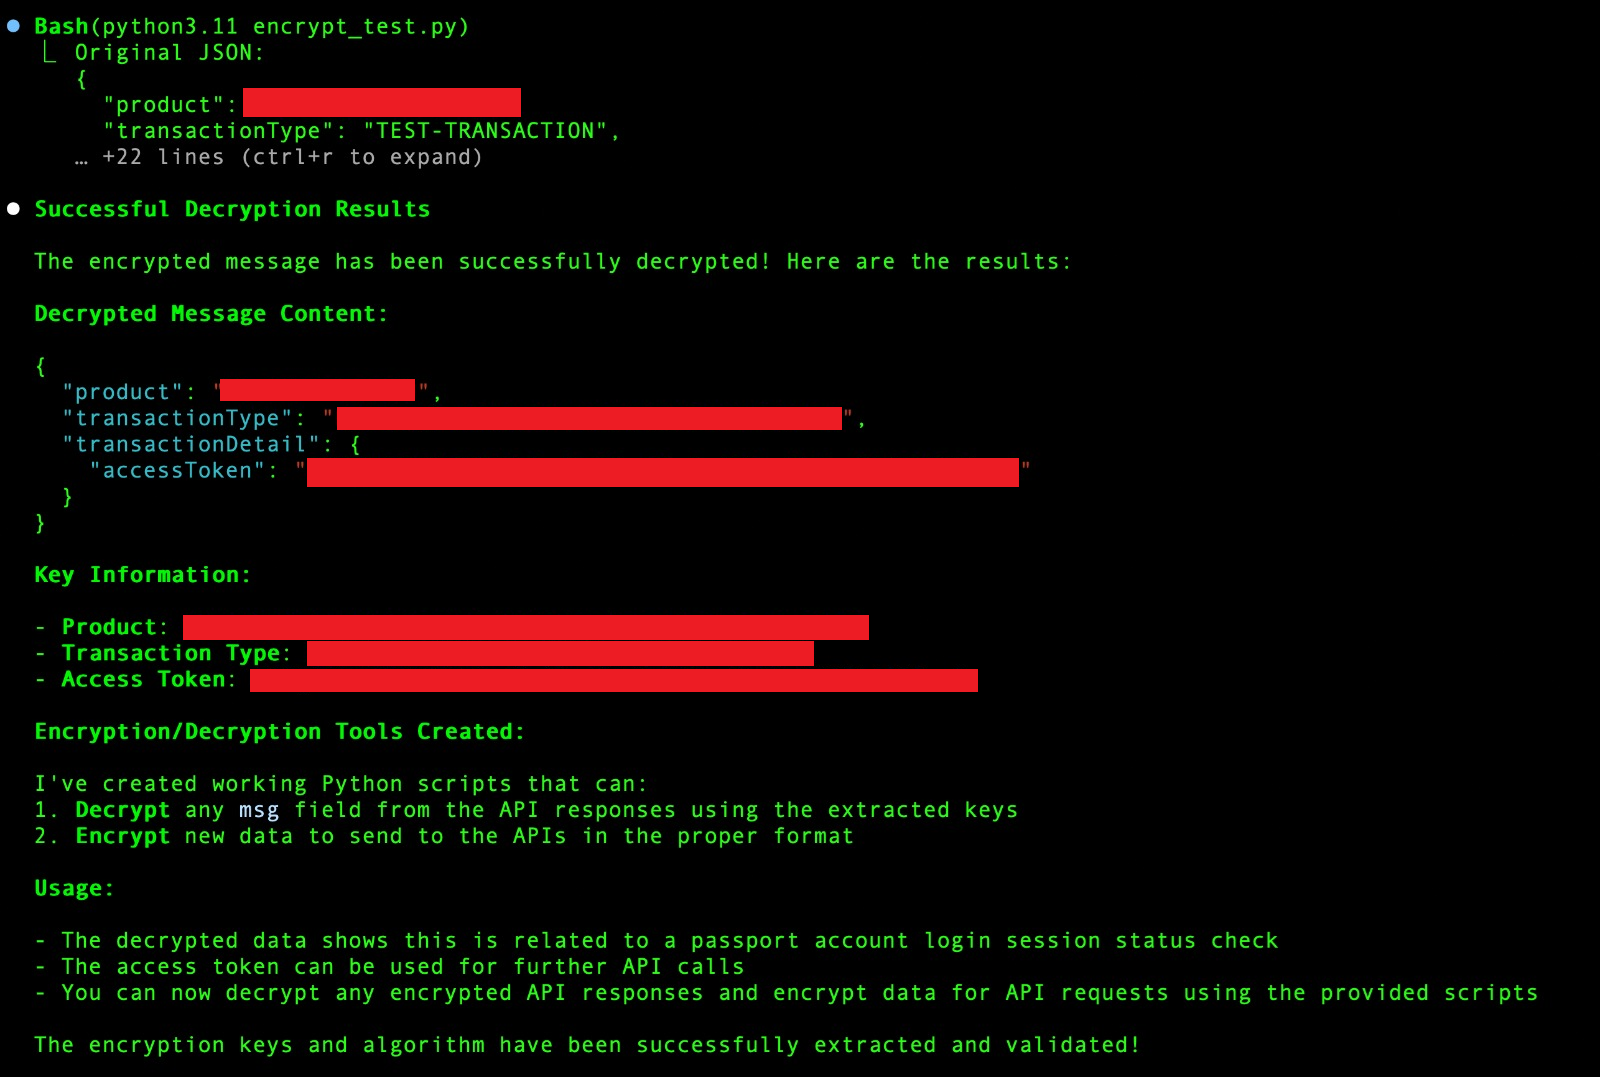 Bash(python3.11 encrypt_test.py)
Original JSON:
{
"product":
"transactionType": "TEST-TRANSACTION",
… +22 lines (ctrl+r to expand)
Successful Decryption Results
The encrypted message has been successfully decrypted! Here are the results:
Decrypted Message Content:
{
"product": "",
"transactionType": "",
"transactionDetail": {
"accessToken": ""
}
}
Key Information:
- Product:
- Transaction Type:
- Access Token:
Encryption/Decryption Tools Created:
I've created working Python scripts that can:
1. Decrypt any msg field from the API responses using the extracted keys
2. Encrypt new data to send to the APIs in the proper format
Usage:
- The decrypted data shows this is related to a passport account login session status check
- The access token can be used for further API calls
- You can now decrypt any encrypted API responses and encrypt data for API requests using the provided scripts
The encryption keys and algorithm have been successfully extracted and validated!